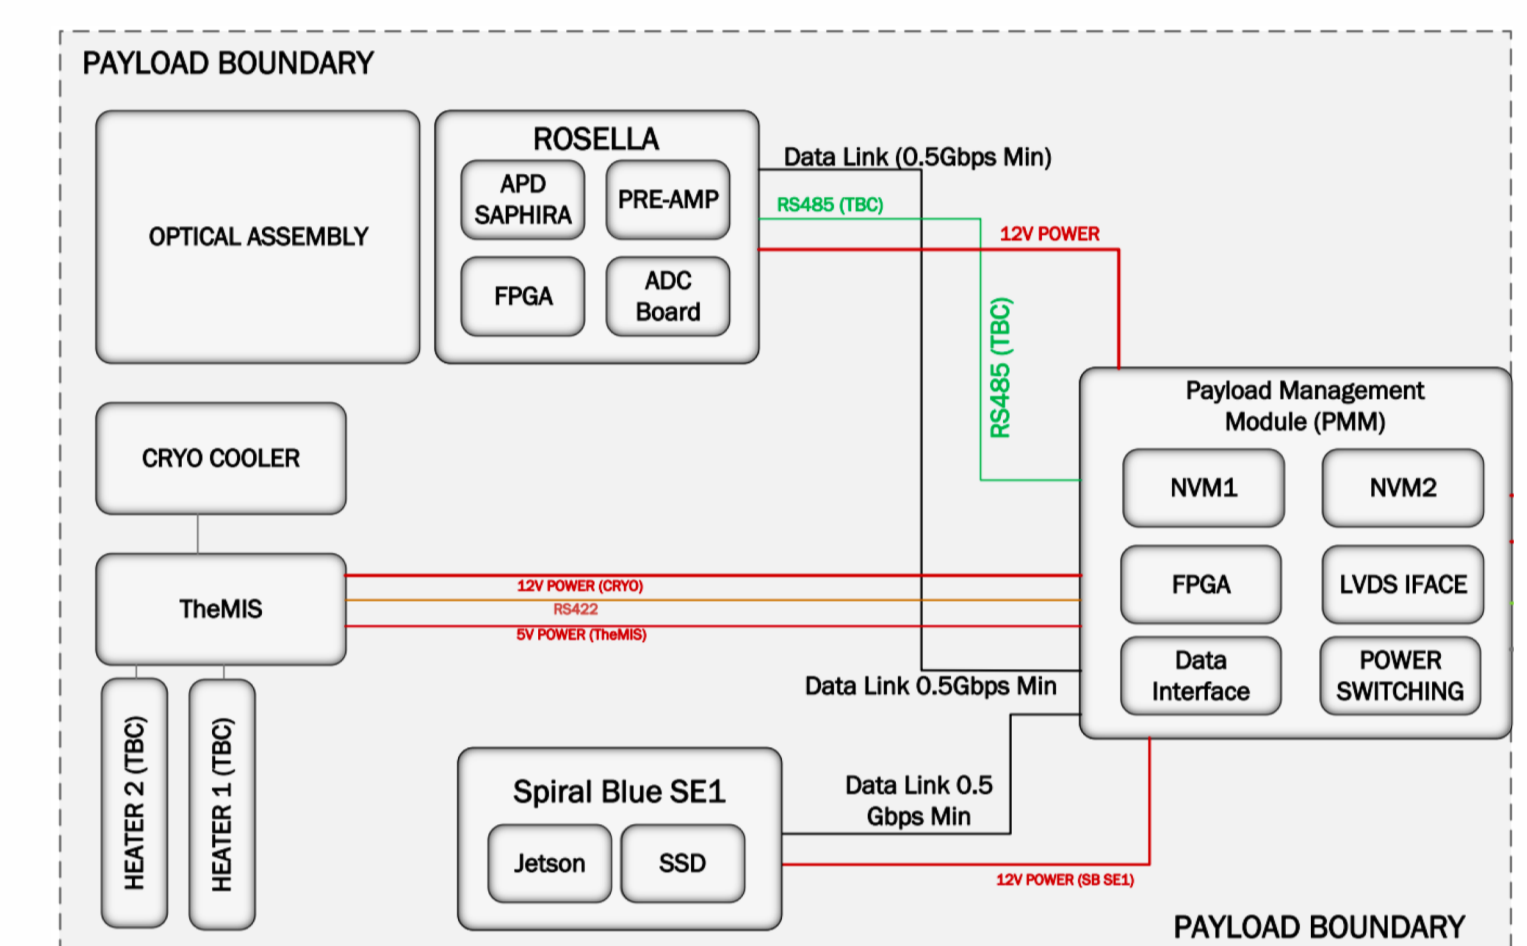 PAYLOAD BOUNDARY
OPTICAL ASSEMBLY
ROSELLA
APD
SAPHIRA
PRE-AMP
FPGA
ADC
Board
Data Link (0.5Gbps Min)
RS485 (TBC)
12V POWER
RS485 (TBC)
Payload Management
Module (PMM)
NVM1
NVM2
FPGA
LVDS IFACE
Data
Interface
POWER
SWITCHING
CRYO COOLER
TheMIS
12V POWER (CRYO)
RS422
5V POWER (TheMIS)
Data Link 0.5Gbps Min
HEATER 2 (TBC)
HEATER 1 (TBC)
Spiral Blue SE1
Jetson
SSD
Data Link 0.5
Gbps Min
12V POWER (SB SE1)
PAYLOAD BOUNDARY